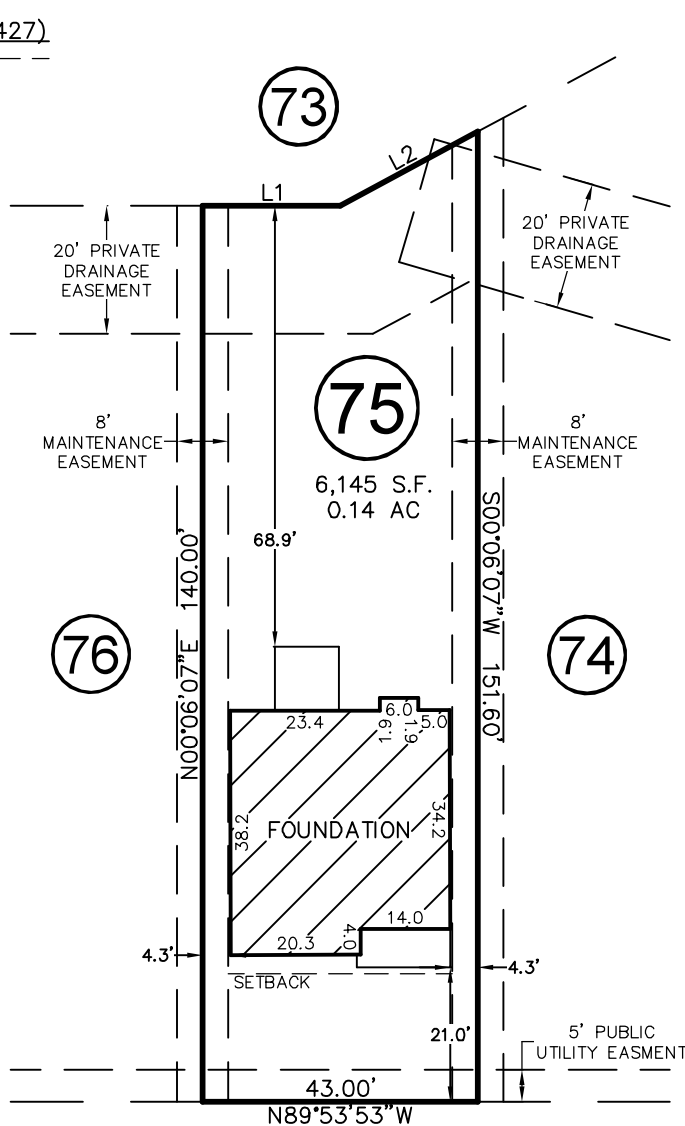 427)
73
L1
L2
20' PRIVATE
DRAINAGE
EASEMENT
20' PRIVATE
DRAINAGE
EASEMENT
75
6,145 S.F.
0.14 AC
8'
MAINTENANCE
EASEMENT
8'
MAINTENANCE
EASEMENT
N00°06'07"E 140.00'
S00°06'07"W 151.60'
68.9'
76
74
23.4
6.0
1.9
1.9
5.0
38.2
FOUNDATION
34.2
20.3
4.0
14.0
4.3'
4.3'
SETBACK
21.0'
5' PUBLIC
UTILITY EASMENT
43.00'
N89°53'53"W